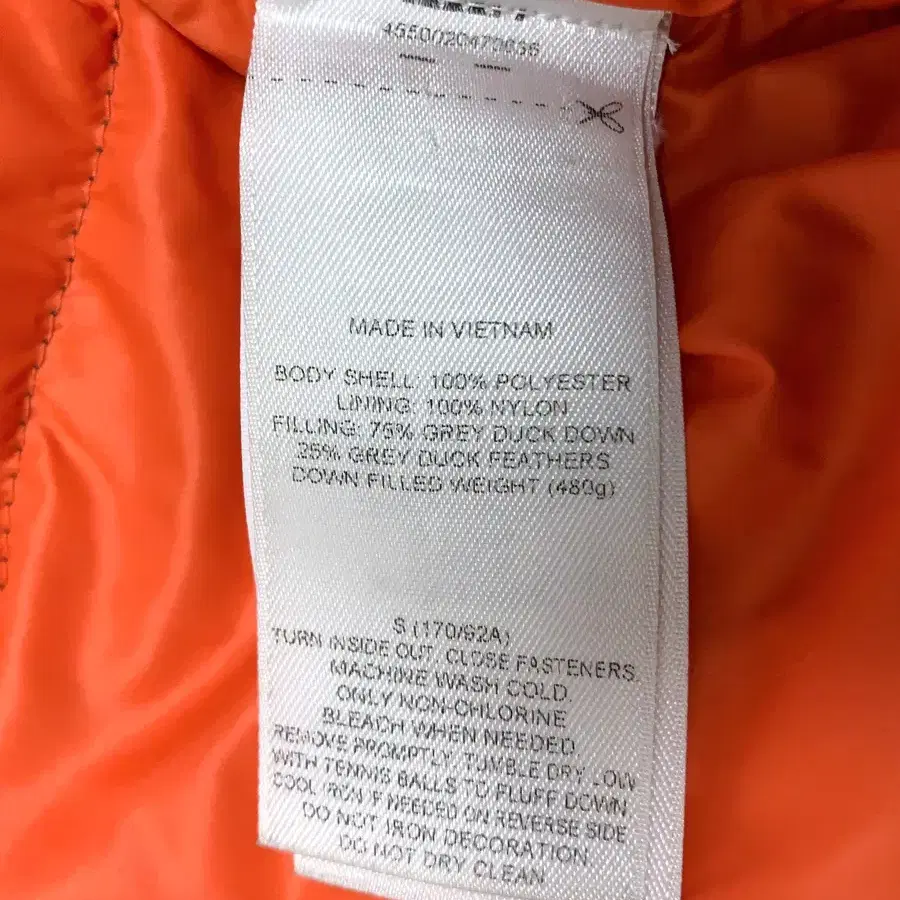 MADE IN VIETNAM
BODY SHELL: 100% POLYESTER
LINING: 100% NYLON
FILLING: 75% GREY DUCK DOWN
25% GREY DUCK FEATHERS
DOWN FILLED WEIGHT (480g)
S (170/92A)
TURN INSIDE OUT, CLOSE FASTENERS.
MACHINE WASH COLD.
ONLY NON-CHLORINE
BLEACH WHEN NEEDED
REMOVE PROMPTLY, TUMBLE DRY LOW
WITH TENNIS BALLS TO FLUFF DOWN
COOL IRON IF NEEDED ON REVERSE SIDE
DO NOT IRON DECORATION.
DO NOT DRY CLEAN